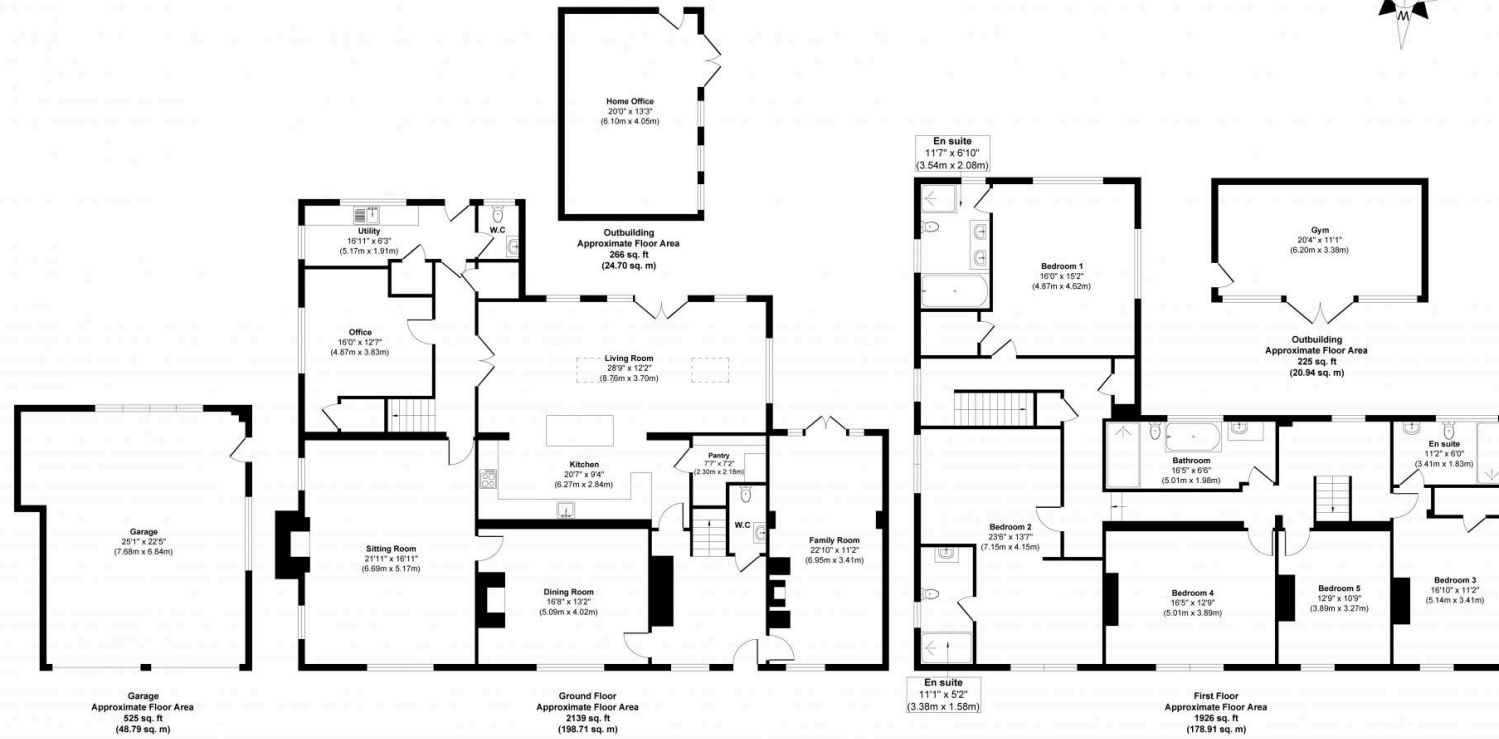 W
Home Office
20'0" x 13'3"
(6.10m x 4.05m)
Outbuilding
Approximate Floor Area
266 sq. ft
(24.70 sq. m)
Utility
16'11" x 6'3"
(5.17m x 1.91m)
W.C
Office
16'0" x 12'7"
(4.87m x 3.83m)
Living Room
28'9" x 12'2"
(8.76m x 3.70m)
Kitchen
20'7" x 9'4"
(6.27m x 2.84m)
Pantry
7'7" x 7'2"
(2.30m x 2.18m)
W.C
Sitting Room
21'11" x 16'11"
(6.69m x 5.17m)
Dining Room
16'8" x 13'2"
(5.09m x 4.02m)
Family Room
22'10" x 11'2"
(6.95m x 3.41m)
Garage
25'1" x 22'5"
(7.68m x 6.84m)
Garage
Approximate Floor Area
525 sq. ft
(48.79 sq. m)
Ground Floor
Approximate Floor Area
2139 sq. ft
(198.71 sq. m)
En suite
11'7" x 6'10"
(3.54m x 2.08m)
Bedroom 1
16'0" x 15'2"
(4.87m x 4.62m)
Gym
20'4" x 11'1"
(6.20m x 3.38m)
Outbuilding
Approximate Floor Area
225 sq. ft
(20.94 sq. m)
Bathroom
16'5" x 6'6"
(5.01m x 1.98m)
En suite
11'2" x 6'0"
(3.41m x 1.83m)
Bedroom 2
23'6" x 13'7"
(7.15m x 4.15m)
Bedroom 4
16'5" x 12'9"
(5.01m x 3.89m)
Bedroom 5
12'9" x 10'9"
(3.89m x 3.27m)
Bedroom 3
16'10" x 11'2"
(5.14m x 3.41m)
En suite
11'1" x 5'2"
(3.38m x 1.58m)
First Floor
Approximate Floor Area
1926 sq. ft
(178.91 sq. m)